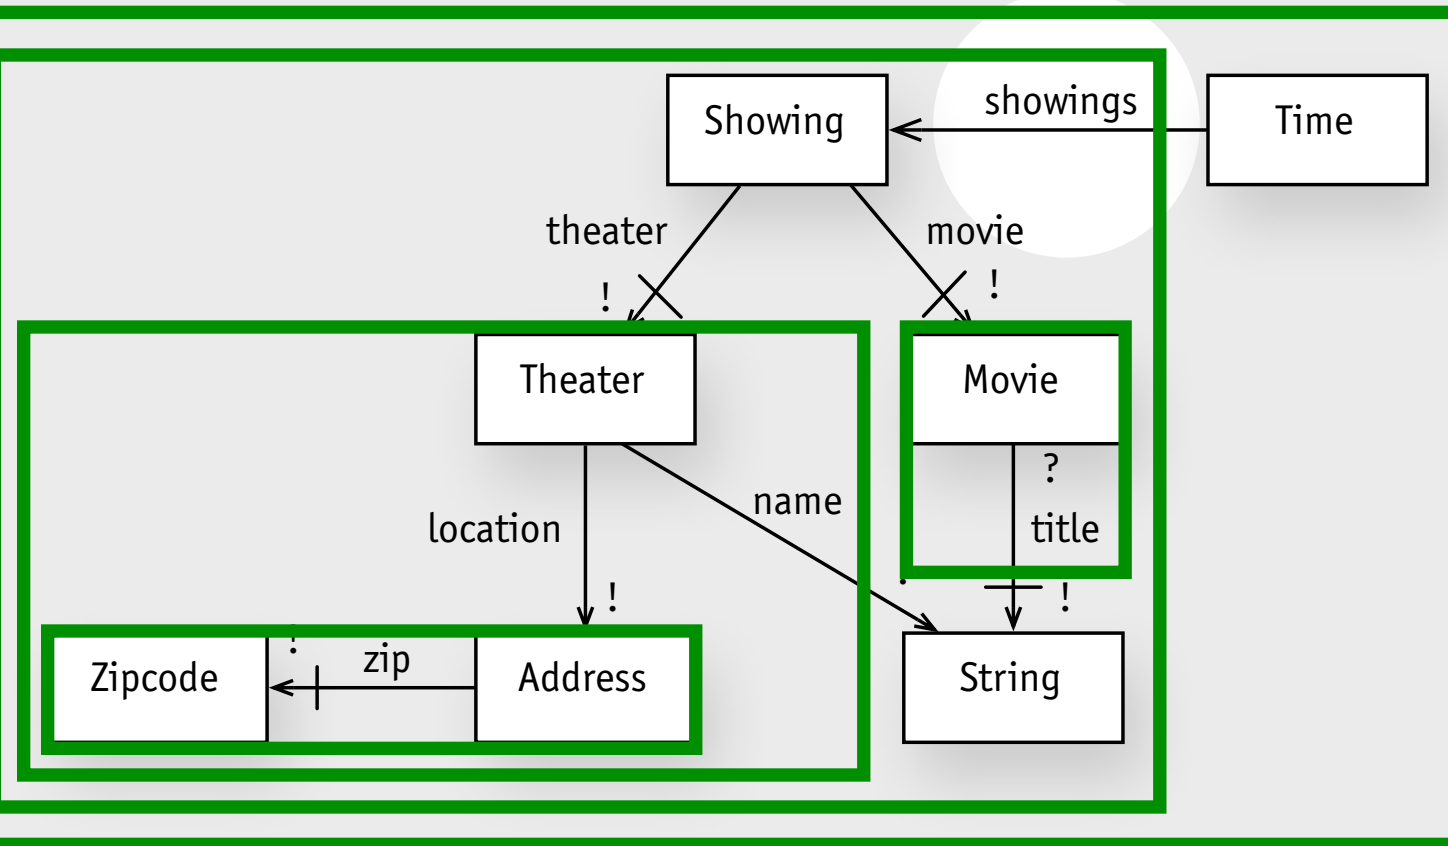 showings
Showing
Time
theater
movie
!
!
Theater
Movie
?
name
location
title
!
!
!
zip
Zipcode
Address
String